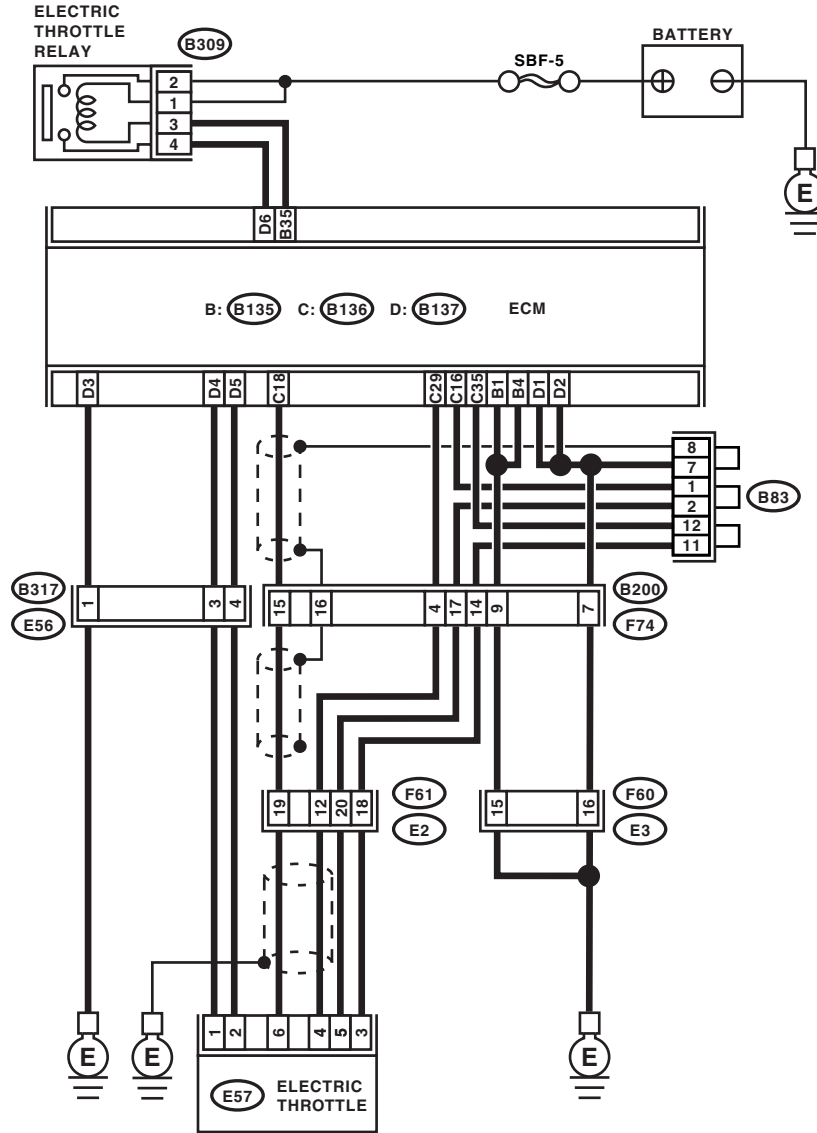 ELECTRIC
THROTTLE
RELAY
B309
2
1
3
4
SBF-5
BATTERY
E
D6
B35
B: B135 C: B136 D: B137 ECM
D3
D4
D5
C18
C29
C16
C35
B1
B4
D1
D2
8
7
1
2
12
11
B83
B317
E56
1
3
4
15
16
4
17
14
9
7
B200
F74
19
12
20
18
F61
E2
15
16
F60
E3
E
E
E
1
2
6
4
5
3
E57
ELECTRIC
THROTTLE